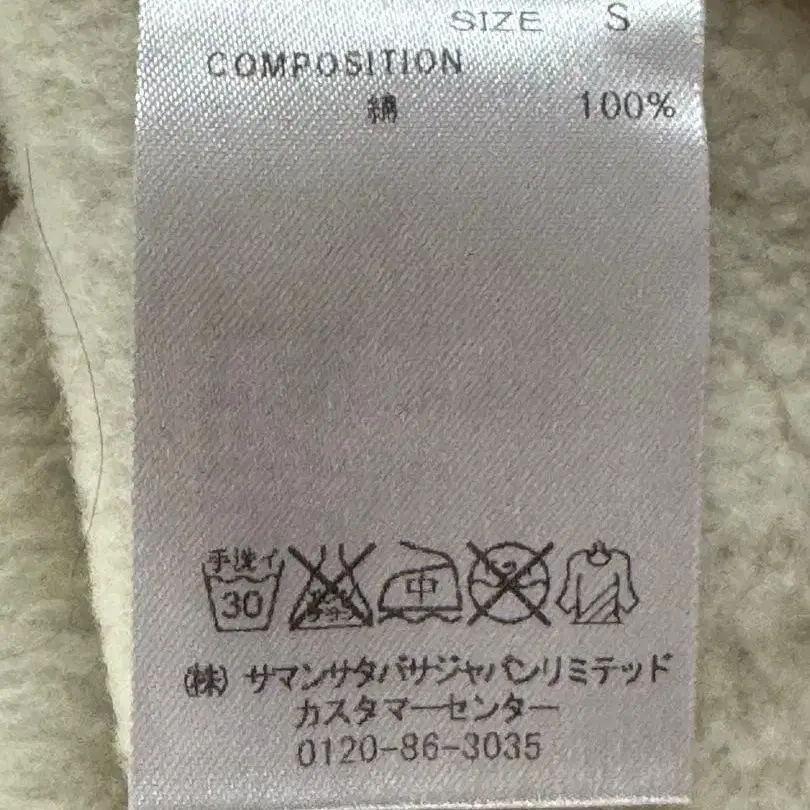 SIZE S
COMPOSITION
綿 100%
手洗イ
30 中
(株) サマンサタバサジャパンリミテッド
カスタマーセンター
0120-86-3035